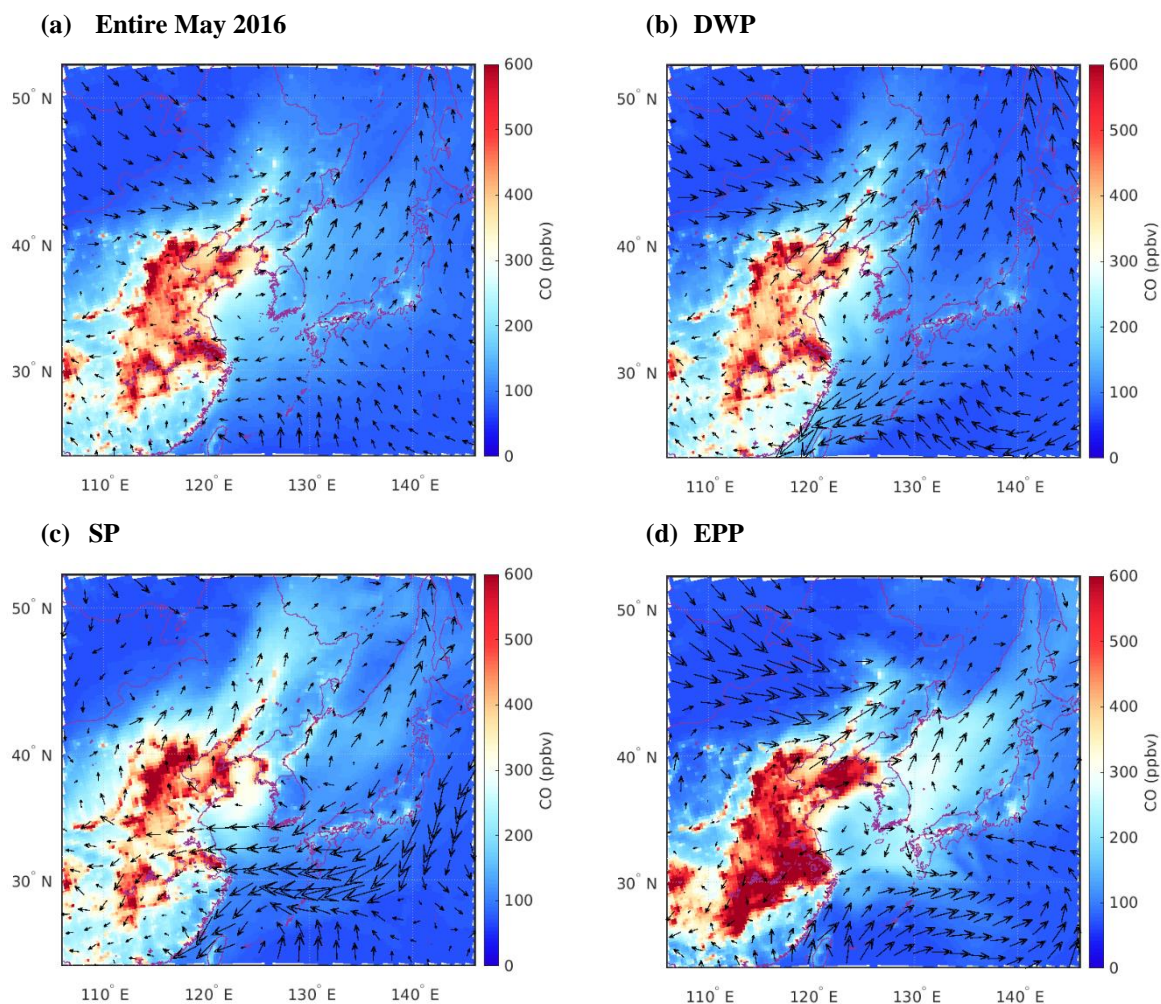 (a) Entire May 2016
(b) DWP
600
500
400
300
200
100
0
CO (ppbv)
50° N
40° N
30° N
110° E
120° E
130° E
140° E
600
500
400
300
200
100
0
CO (ppbv)
50° N
40° N
30° N
110° E
120° E
130° E
140° E
(c) SP
(d) EPP
600
500
400
300
200
100
0
CO (ppbv)
50° N
40° N
30° N
110° E
120° E
130° E
140° E
600
500
400
300
200
100
0
CO (ppbv)
50° N
40° N
30° N
110° E
120° E
130° E
140° E